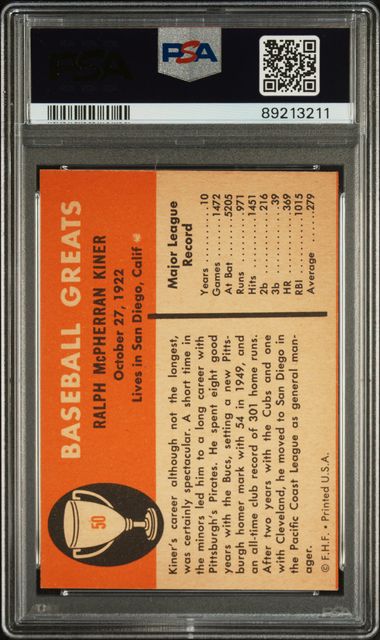 PSA
89213211
50
BASEBALL GREATS
RALPH McPHERRAN KINER
October 27, 1922
Lives in San Diego, Calif
Kiner's career although not the longest,
was certainly spectacular. A short time in
the minors led him to a long career with
Pittsburgh's Pirates. He spent eight good
years with the Bucs, setting a new Pitts-
burgh homer mark with 54 in 1949, and
an all-time club record of 301 home runs.
After two years with the Cubs and one
with Cleveland, he moved to San Diego in
the Pacific Coast League as general man-
ager.
© F.H.F. • Printed U.S.A.
Major League
Record
Years ........ 10
Games ........ 1472
At Bat ........ 5205
Runs ........ 971
Hits ........ 1451
2b ........ 216
3b ........ 39
HR ........ 369
RBI ........ 1015
Average ........ 279
PSA